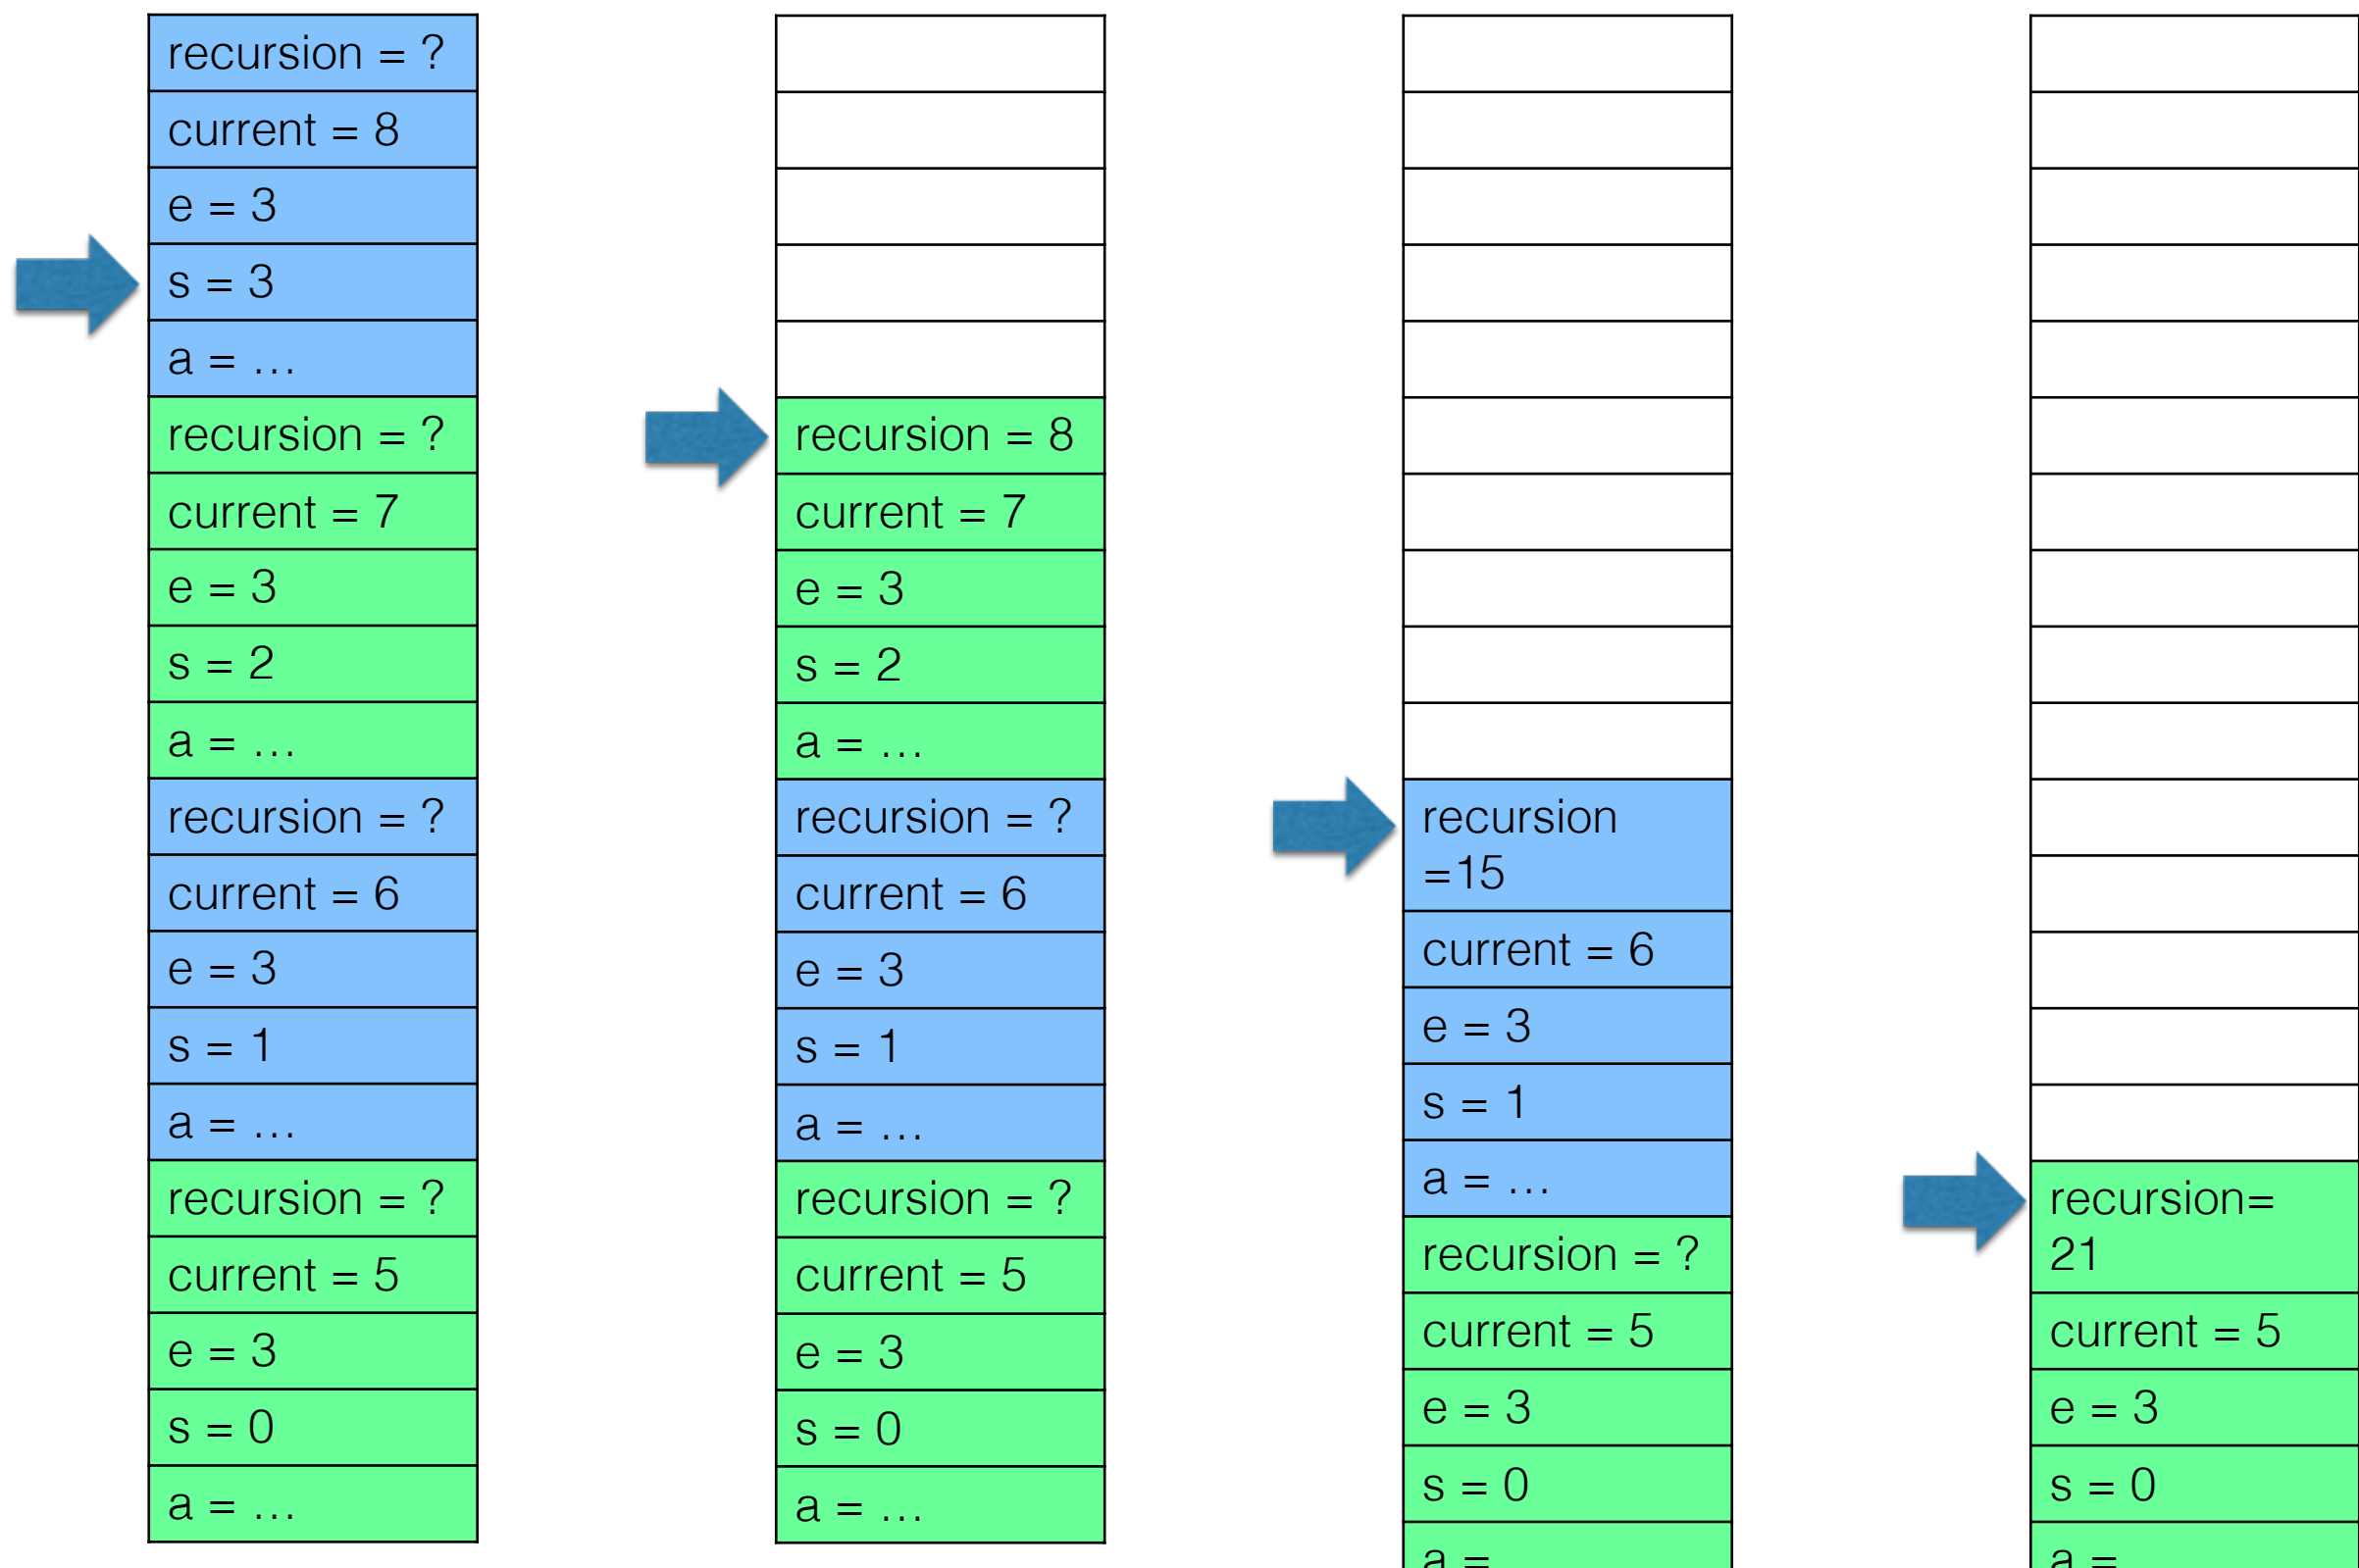 recursion = ?
current = 8
e = 3
s = 3
a = …
recursion = ?
current = 7
e = 3
s = 2
a = …
recursion = ?
current = 6
e = 3
s = 1
a = …
recursion = ?
current = 5
e = 3
s = 0
a = …
recursion = 8
current = 7
e = 3
s = 2
a = …
recursion = ?
current = 6
e = 3
s = 1
a = …
recursion = ?
current = 5
e = 3
s = 0
a = …
recursion
=15
current = 6
e = 3
s = 1
a = …
recursion = ?
current = 5
e = 3
s = 0
a =
recursion=
21
current = 5
e = 3
s = 0
a =